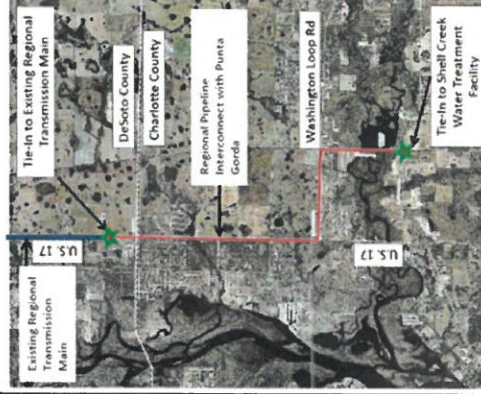 Tie-In to Existing Regional
Transmission Main
DeSoto County
Charlotte County
Regional Pipeline
Interconnect with Punta
Gorda
Washington Loop Rd
Tie-In to Shell Creek
Water Treatment
Facility
U.S. 17
U.S. 17
Existing Regional
Transmission
Main